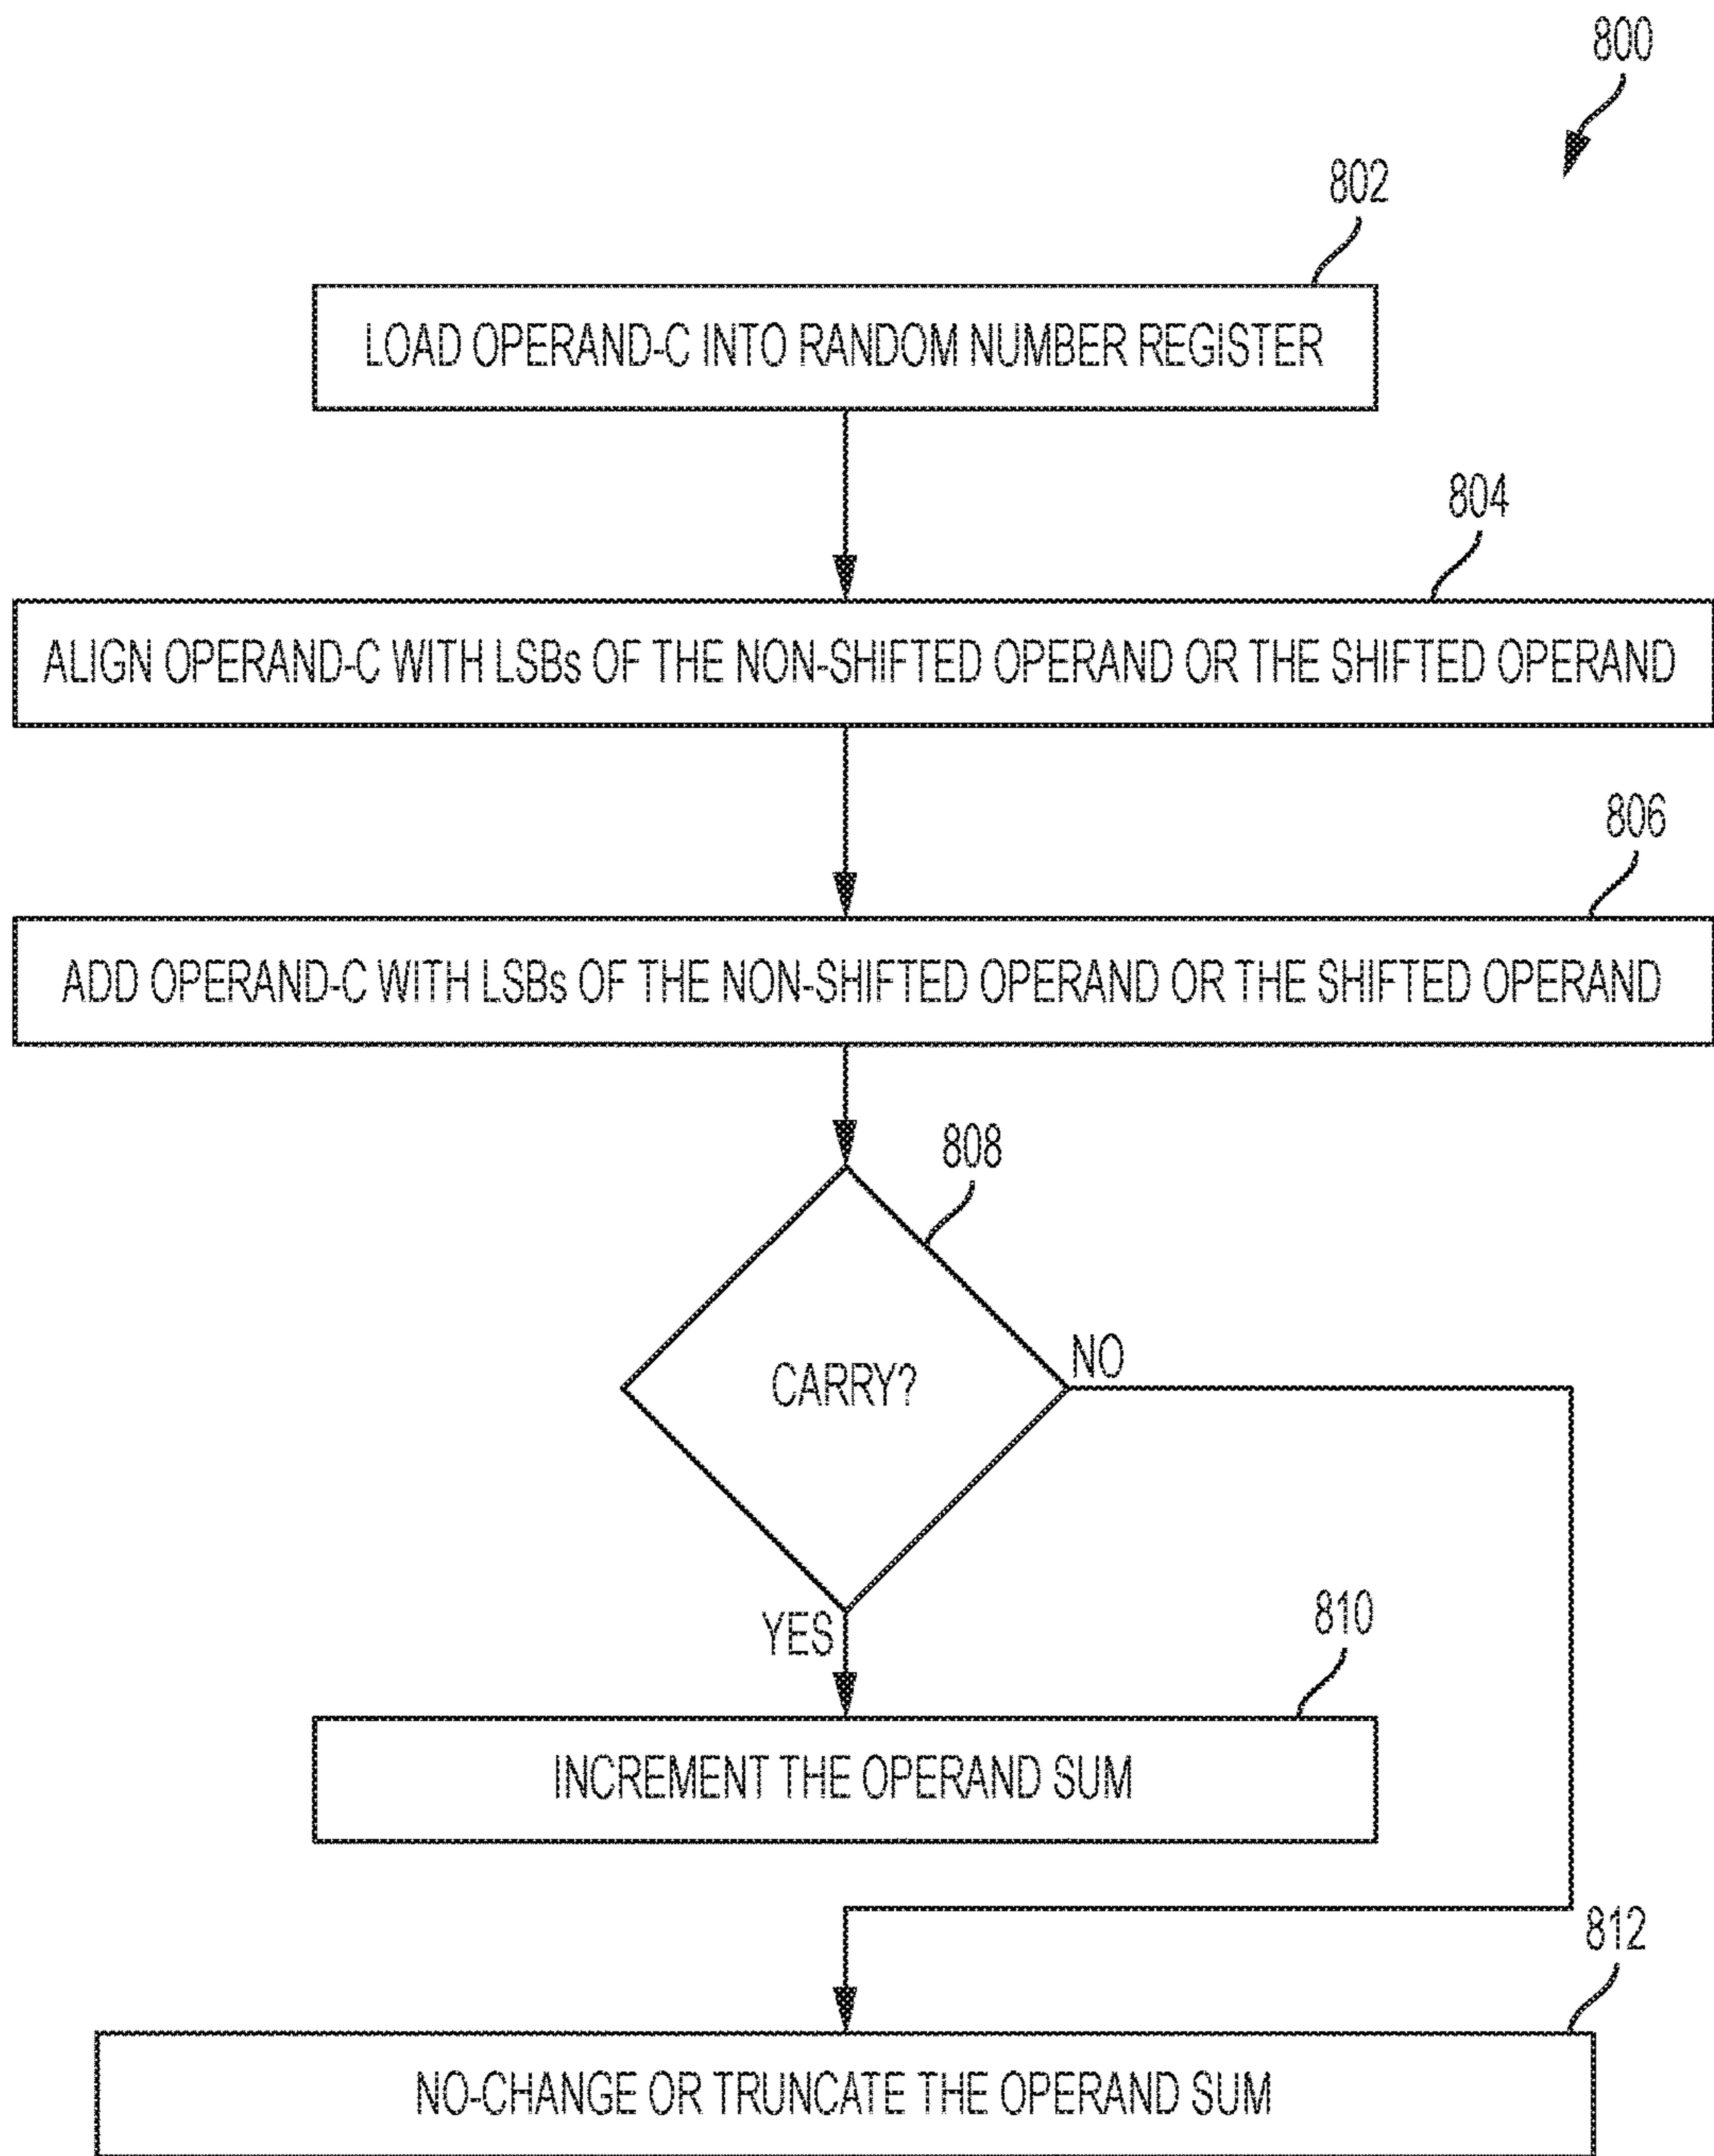 800
802
LOAD OPERAND-C INTO RANDOM NUMBER REGISTER
804
ALIGN OPERAND-C WITH LSBs OF THE NON-SHIFTED OPERAND OR THE SHIFTED OPERAND
806
ADD OPERAND-C WITH LSBs OF THE NON-SHIFTED OPERAND OR THE SHIFTED OPERAND
808
CARRY?
NO
YES
810
INCREMENT THE OPERAND SUM
812
NO-CHANGE OR TRUNCATE THE OPERAND SUM